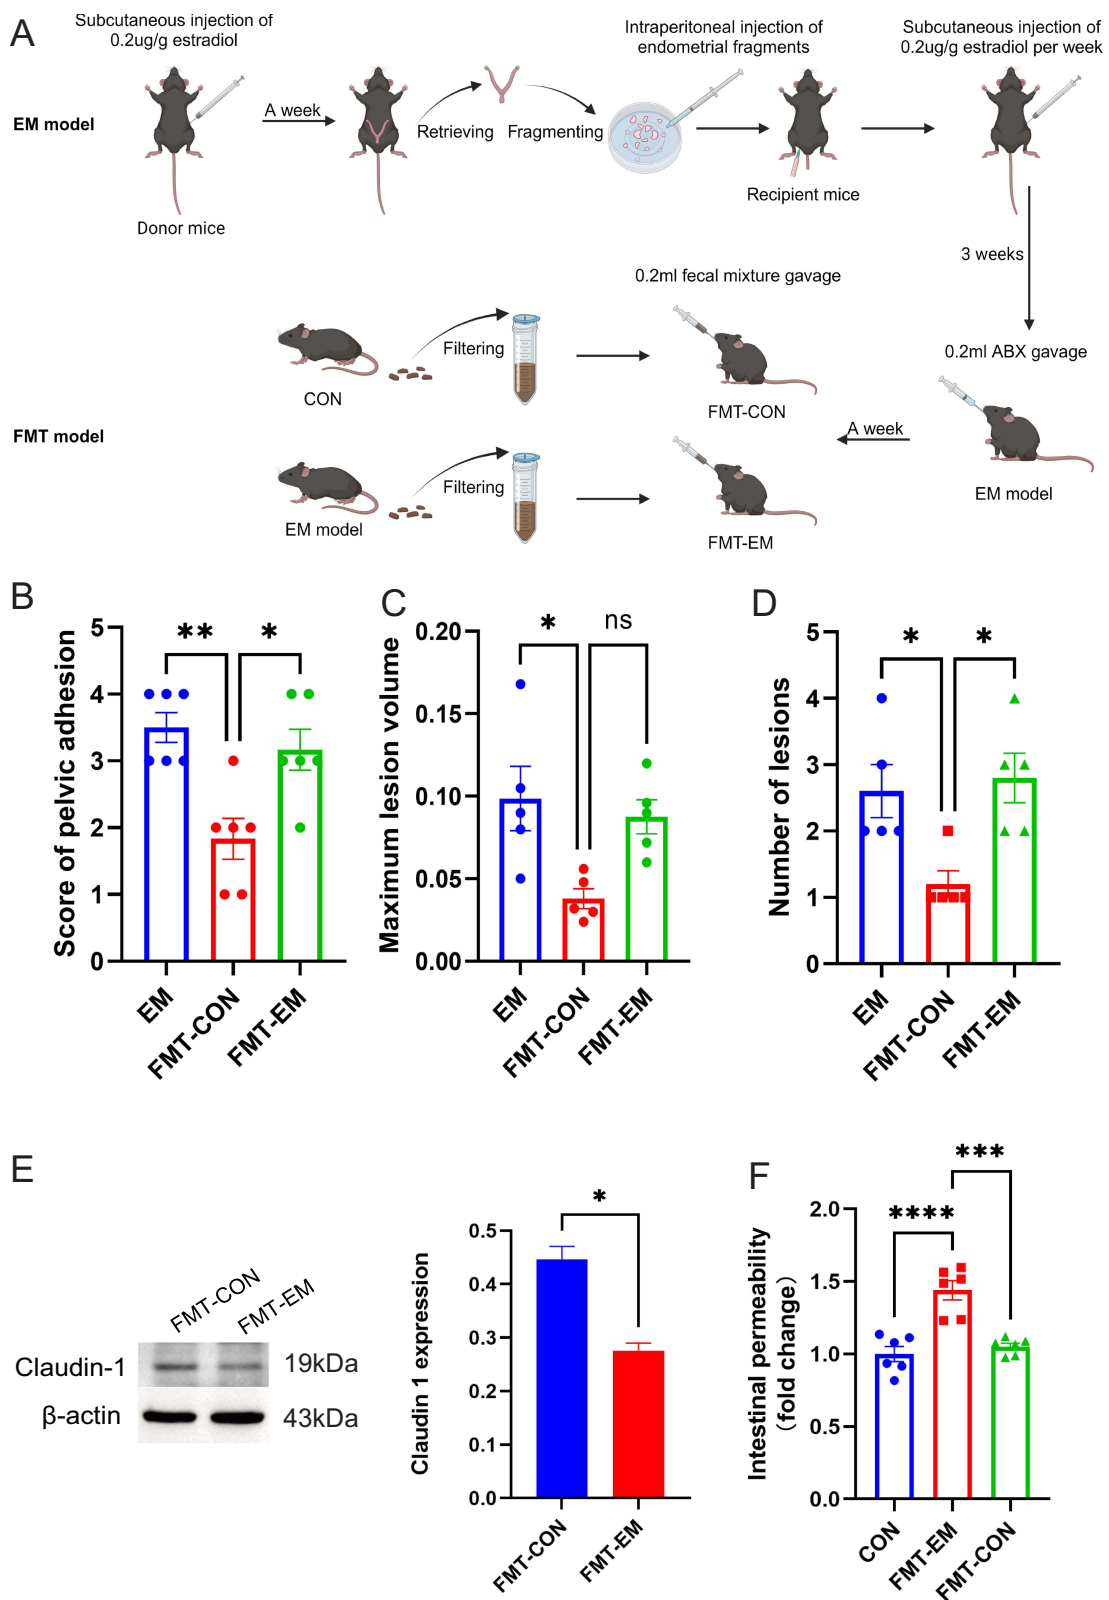 A
Subcutaneous injection of
0.2ug/g estradiol
Intraperitoneal injection of
endometrial fragments
Subcutaneous injection of
0.2ug/g estradiol per week
EM model
A week
Retrieving
Fragmenting
Donor mice
Recipient mice
3 weeks
0.2ml fecal mixture gavage
0.2ml ABX gavage
Filtering
CON
FMT-CON
FMT model
A week
Filtering
EM model
FMT-EM
EM model
B
Score of pelvic adhesion
5
4
3
2
1
0
**
*
EM
FMT-CON
FMT-EM
C
Maximum lesion volume
0.20
0.15
0.10
0.05
0.00
*
ns
EM
FMT-CON
FMT-EM
D
Number of lesions
5
4
3
2
1
0
*
*
EM
FMT-CON
FMT-EM
E
FMT-CON
FMT-EM
Claudin-1
19kDa
β-actin
43kDa
Claudin 1 expression
0.5
0.4
0.3
0.2
0.1
0.0
*
FMT-CON
FMT-EM
F
Intestinal permeability
(fold change)
2.0
1.5
1.0
0.5
0.0
****
***
CON
FMT-EM
FMT-CON